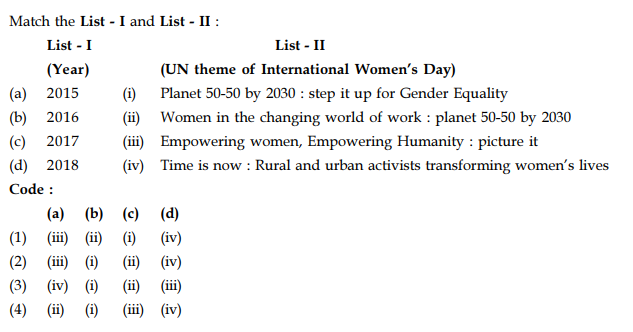 Match the List - I and List - II :
List - I List - II
(Year) (UN theme of International Women's Day)
(a) 2015 (i) Planet 50-50 by 2030 : step it up for Gender Equality
(b) 2016 (ii) Women in the changing world of work : planet 50-50 by 2030
(c) 2017 (iii) Empowering women, Empowering Humanity : picture it
(d) 2018 (iv) Time is now : Rural and urban activists transforming women's lives
Code :
(a) (b) (c) (d)
(1) (iii) (ii) (i) (iv)
(2) (iii) (i) (ii) (iv)
(3) (iv) (i) (ii) (iii)
(4) (ii) (i) (iii) (iv)